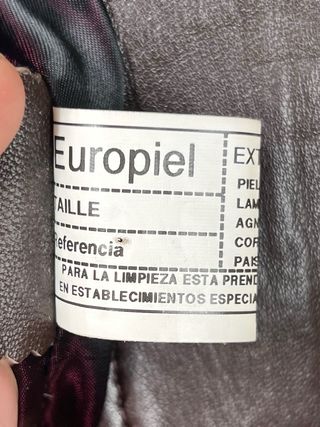 Europiel
EXT
TAILLE
PIEL
LAM
AGN
Referencia
COR
PAIS
PARA LA LIMPIEZA ESTA PREND
EN ESTABLECIMIENTOS ESPECIA